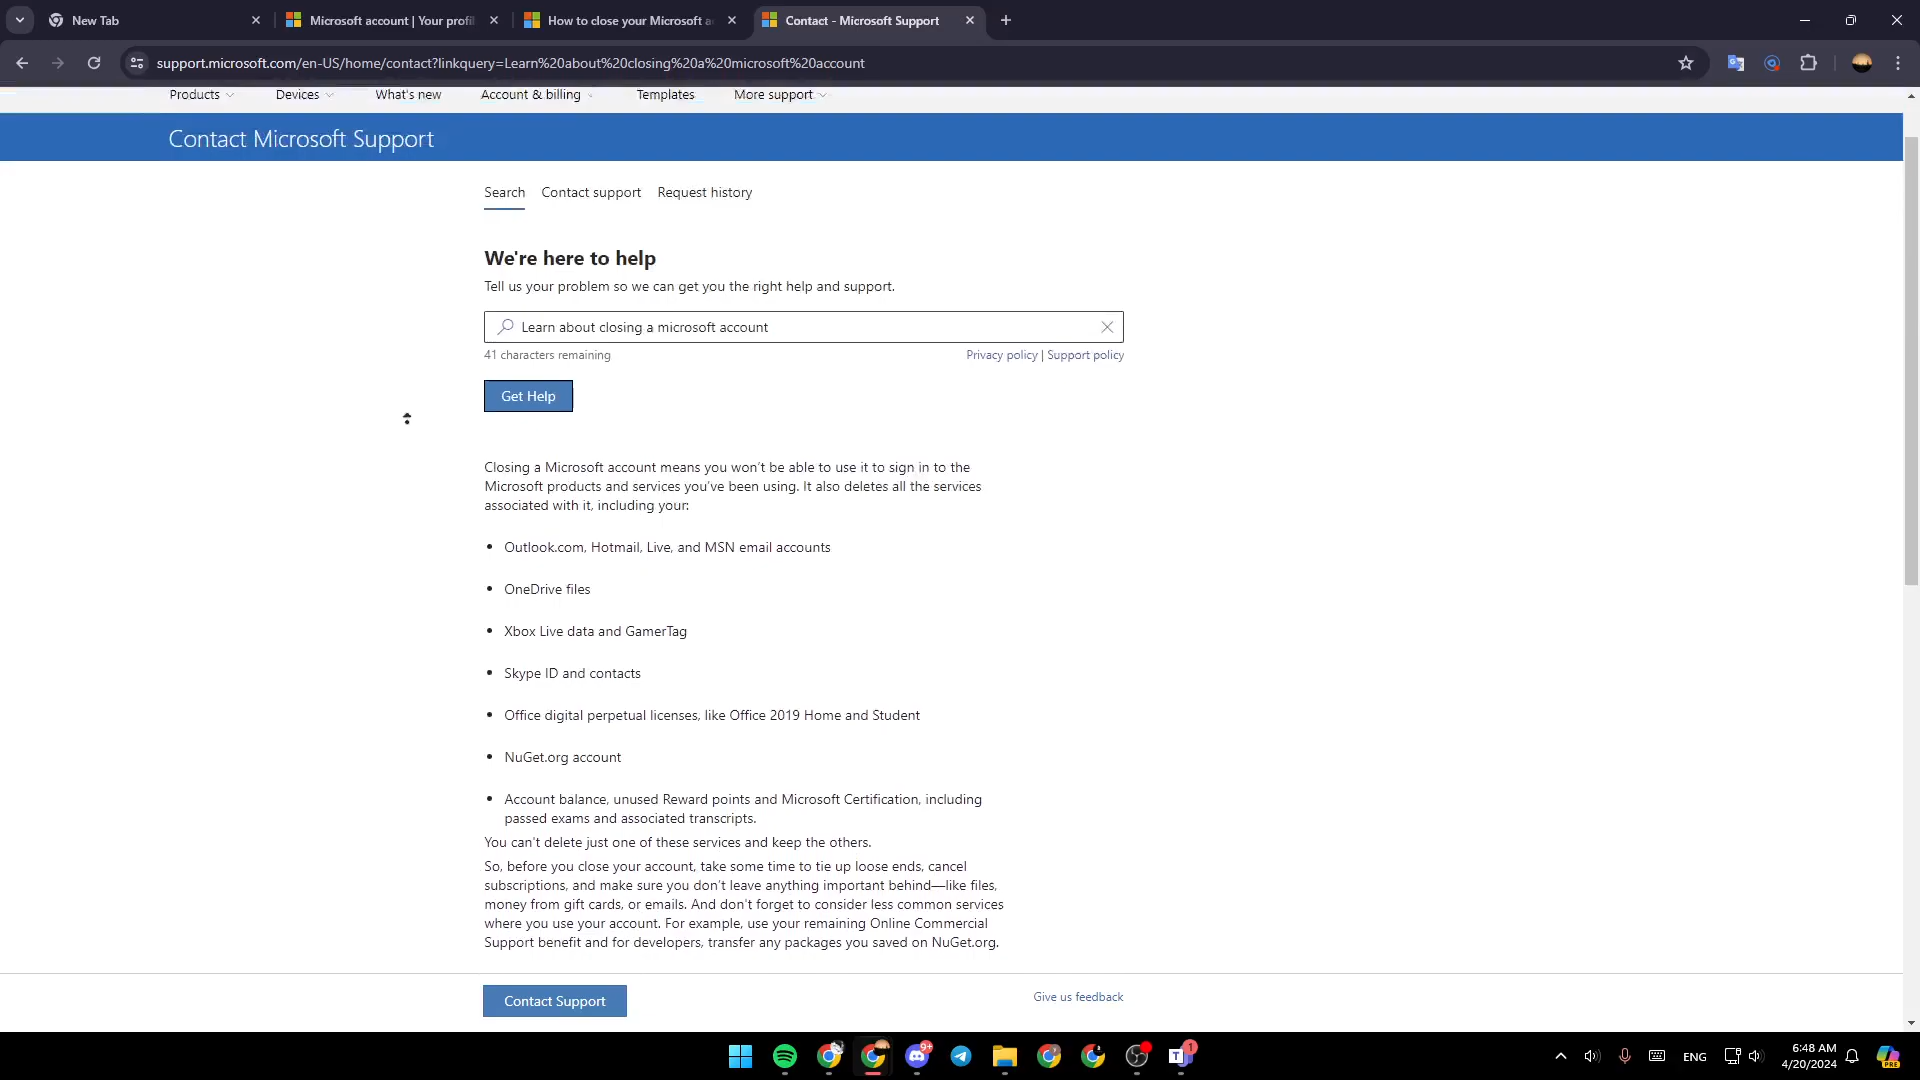 New Tab
Microsoft account | Your profi
How to close your Microsoft a
Contact - Microsoft Support
support.microsoft.com/en-US/home/contact?linkquery=Learn%20about%20closing%20a%20microsoft%20account
Products
Devices
What's new
Account & billing
Templates
More support
Contact Microsoft Support
Search
Contact support
Request history
We're here to help
Tell us your problem so we can get you the right help and support.
Learn about closing a microsoft account
41 characters remaining
Privacy policy | Support policy
Get Help
Closing a Microsoft account means you won't be able to use it to sign in to the
Microsoft products and services you've been using. It also deletes all the services
associated with it, including your:
• Outlook.com, Hotmail, Live, and MSN email accounts
• OneDrive files
• Xbox Live data and GamerTag
• Skype ID and contacts
• Office digital perpetual licenses, like Office 2019 Home and Student
• NuGet.org account
• Account balance, unused Reward points and Microsoft Certification, including
passed exams and associated transcripts.
You can't delete just one of these services and keep the others.
So, before you close your account, take some time to tie up loose ends, cancel
subscriptions, and make sure you don't leave anything important behind—like files,
money from gift cards, or emails. And don't forget to consider less common services
where you use your account. For example, use your remaining Online Commercial
Support benefit and for developers, transfer any packages you saved on NuGet.org.
Contact Support
Give us feedback
9+
T
1
ENG
6:48 AM
4/20/2024
PRE